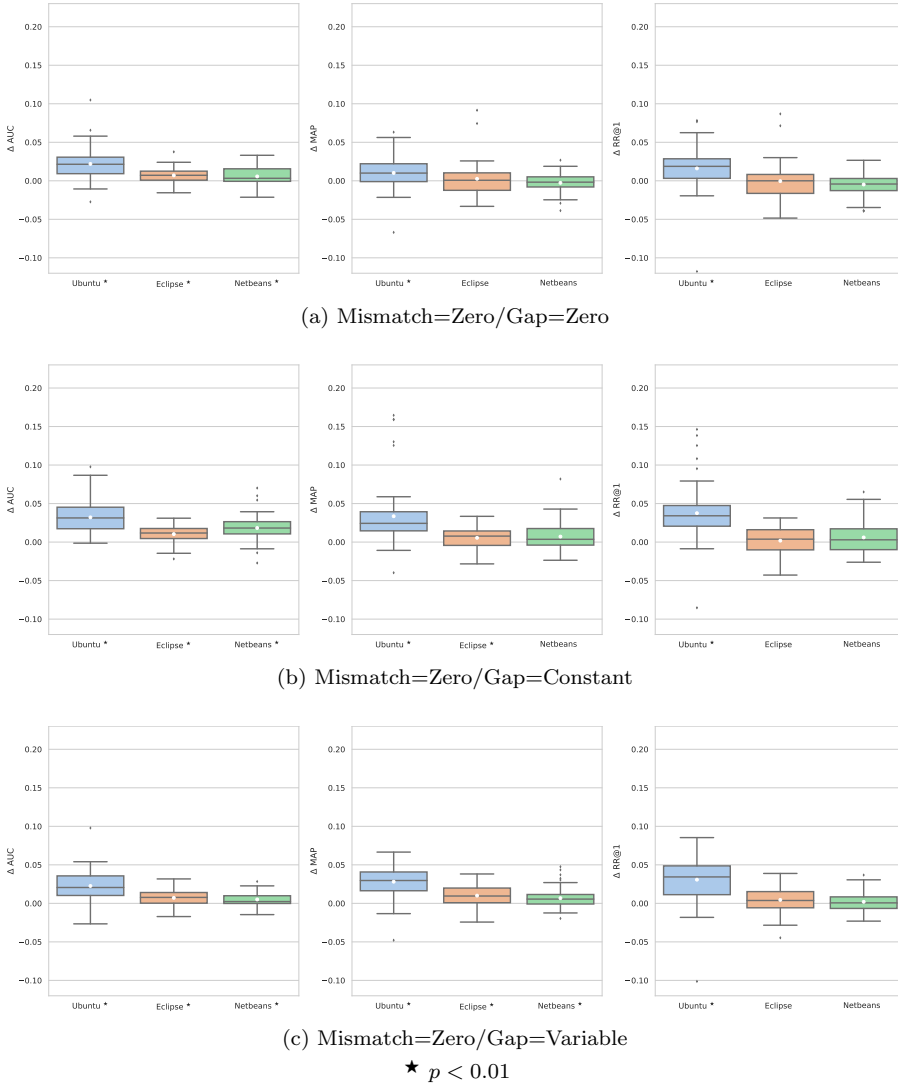 0.20
0.15
0.10
0.05
0.00
−0.05
−0.10
Δ AUC
Ubuntu ★ Eclipse ★ Netbeans ★
0.20
0.15
0.10
0.05
0.00
−0.05
−0.10
Δ MAP
Ubuntu ★ Eclipse Netbeans
0.20
0.15
0.10
0.05
0.00
−0.05
−0.10
Δ RR@1
Ubuntu ★ Eclipse Netbeans
(a) Mismatch=Zero/Gap=Zero
0.20
0.15
0.10
0.05
0.00
−0.05
−0.10
Δ AUC
Ubuntu ★ Eclipse ★ Netbeans ★
0.20
0.15
0.10
0.05
0.00
−0.05
−0.10
Δ MAP
Ubuntu ★ Eclipse ★ Netbeans
0.20
0.15
0.10
0.05
0.00
−0.05
−0.10
Δ RR@1
Ubuntu ★ Eclipse Netbeans
(b) Mismatch=Zero/Gap=Constant
0.20
0.15
0.10
0.05
0.00
−0.05
−0.10
Δ AUC
Ubuntu ★ Eclipse ★ Netbeans ★
0.20
0.15
0.10
0.05
0.00
−0.05
−0.10
Δ MAP
Ubuntu ★ Eclipse ★ Netbeans ★
0.20
0.15
0.10
0.05
0.00
−0.05
−0.10
Δ RR@1
Ubuntu ★ Eclipse Netbeans
(c) Mismatch=Zero/Gap=Variable
★ p < 0.01